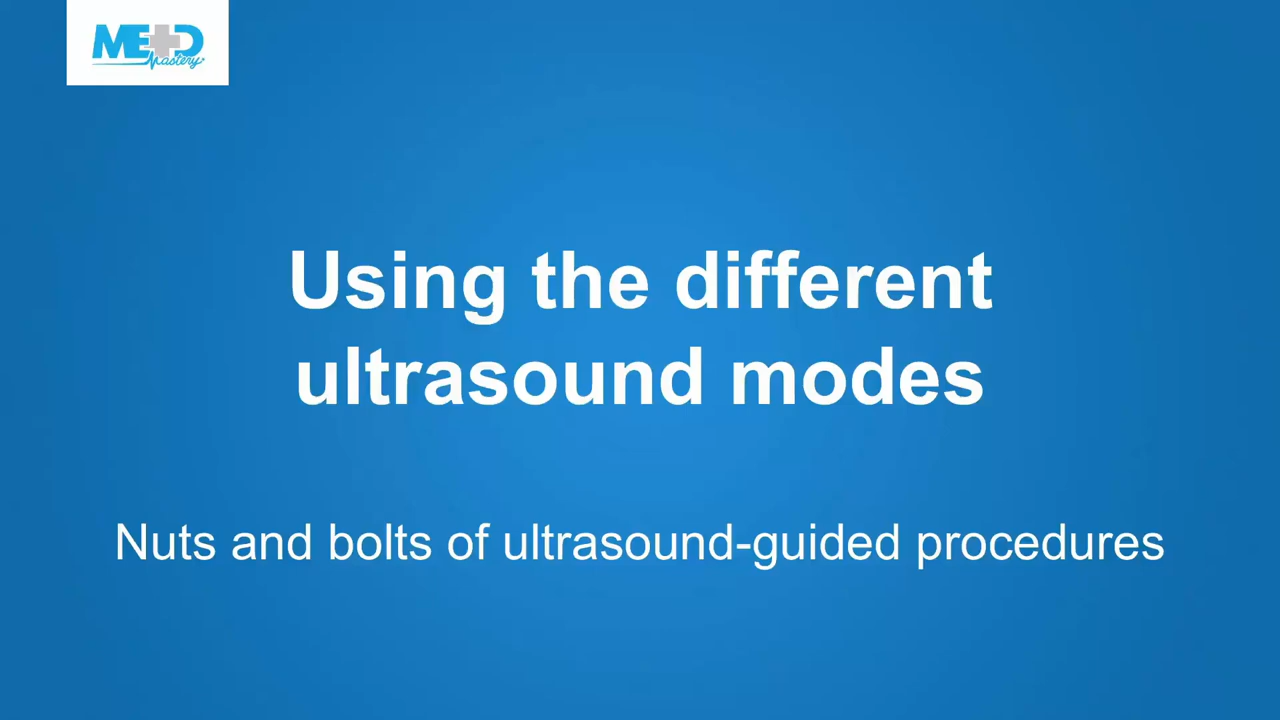 MED
Mastery
Using the different
ultrasound modes
Nuts and bolts of ultrasound-guided procedures